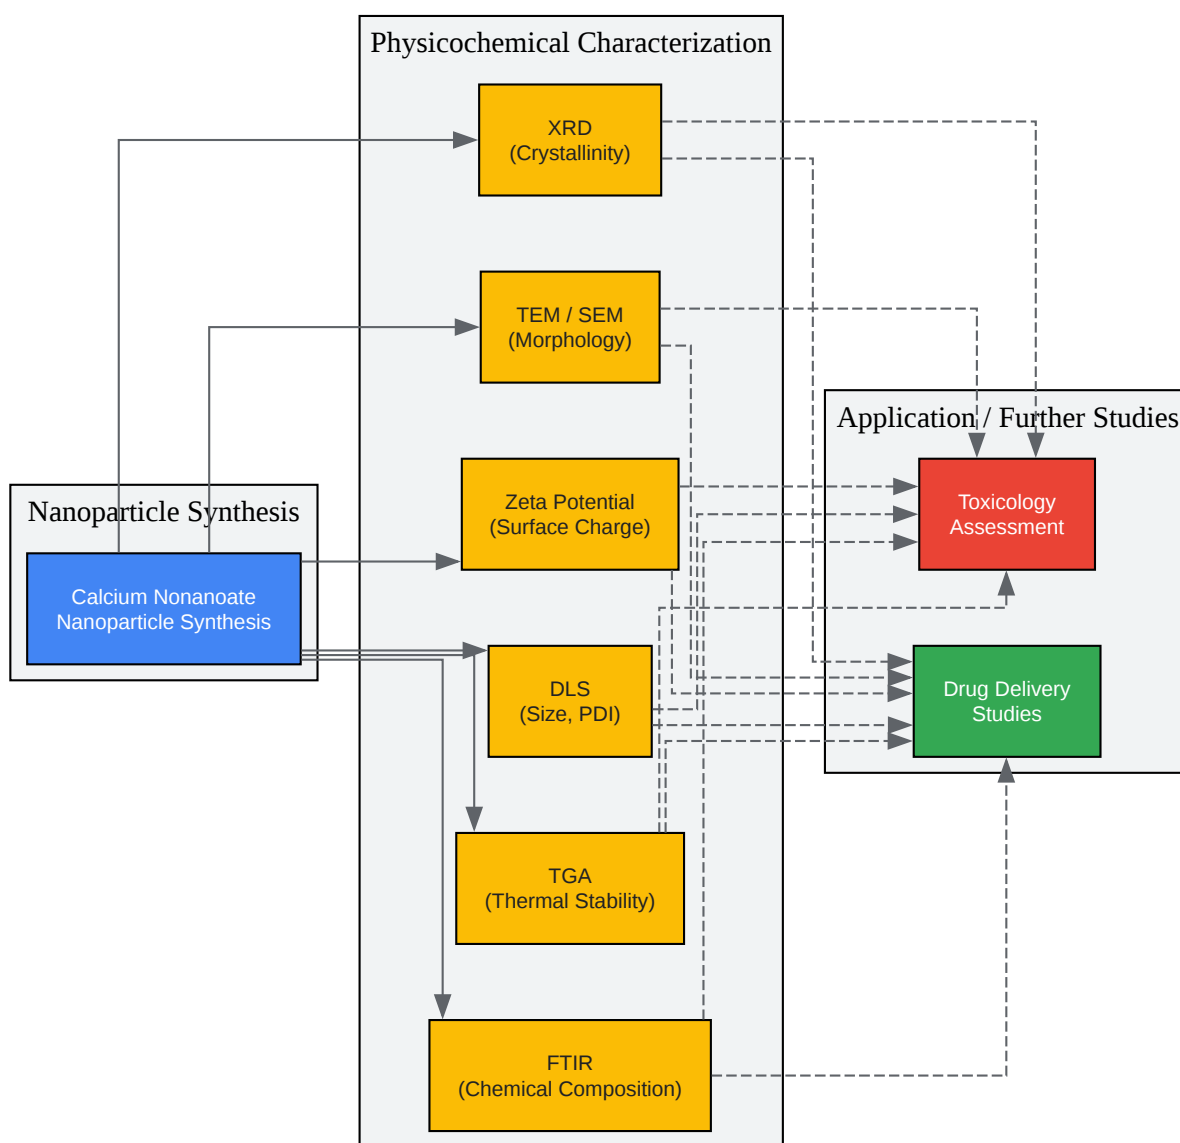 Physicochemical Characterization
XRD
(Crystallinity)
TEM / SEM
(Morphology)
Application / Further Studies
Zeta Potential
(Surface Charge)
Toxicology
Assessment
Nanoparticle Synthesis
Calcium Nonanoate
Nanoparticle Synthesis
DLS
(Size, PDI)
Drug Delivery
Studies
TGA
(Thermal Stability)
FTIR
(Chemical Composition)